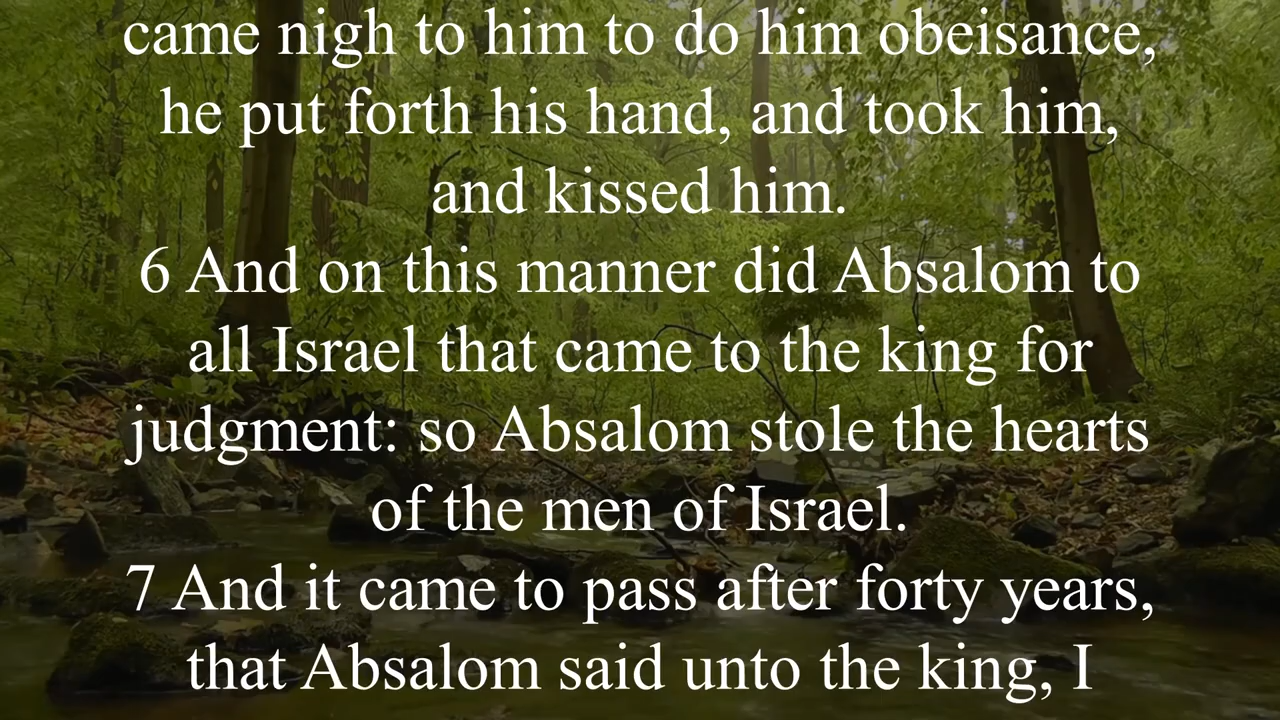 came nigh to him to do him obeisance,
he put forth his hand, and took him,
and kissed him.
6 And on this manner did Absalom to
all Israel that came to the king for
judgment: so Absalom stole the hearts
of the men of Israel.
7 And it came to pass after forty years,
that Absalom said unto the king, I